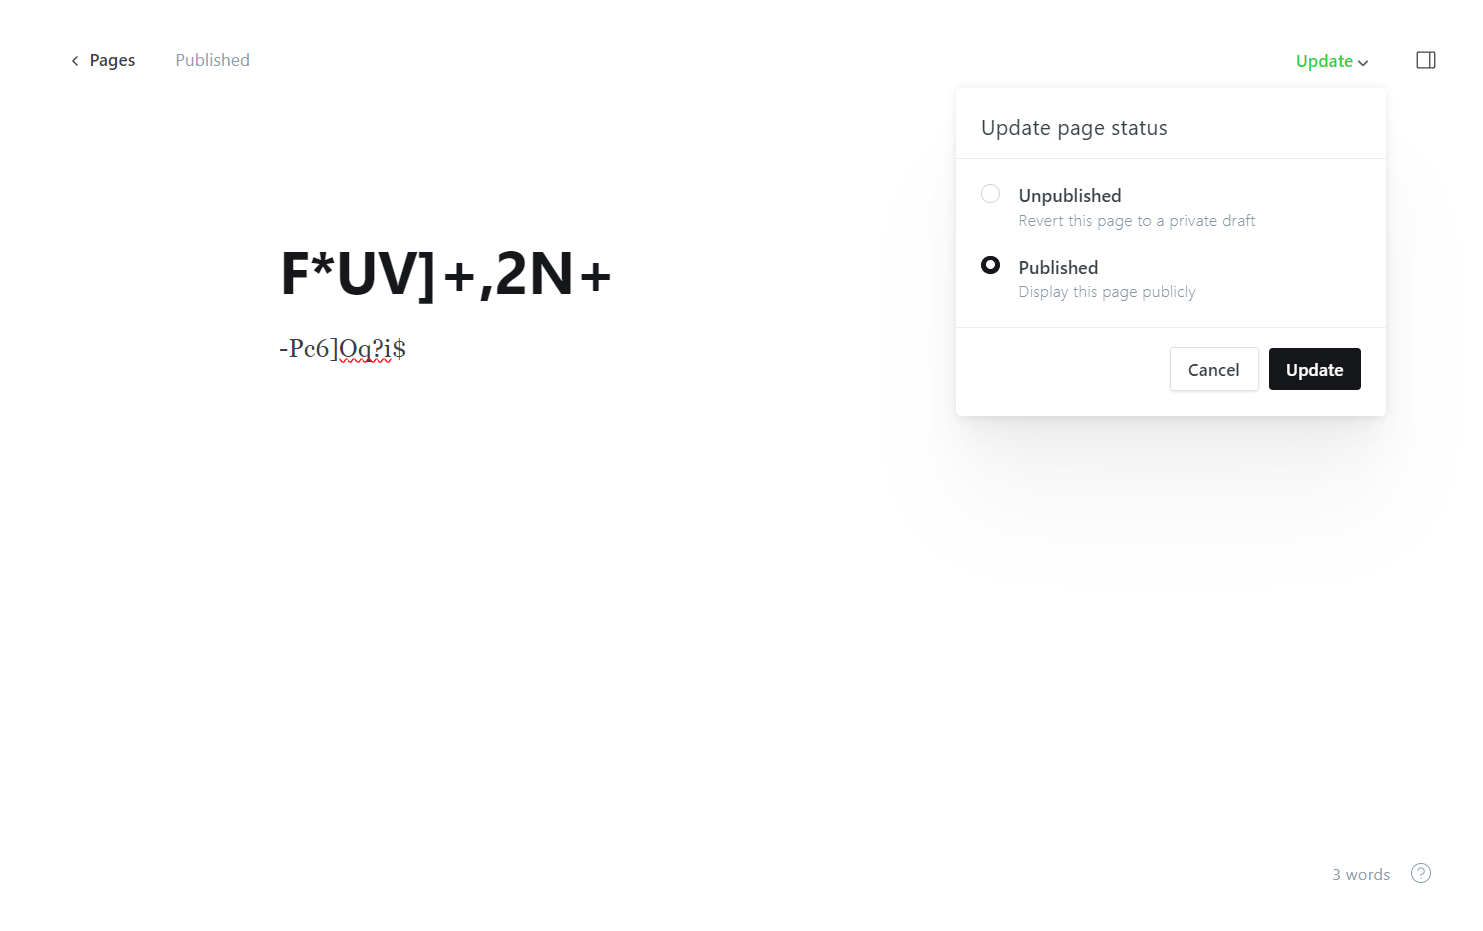 Pages
Published
Update
Update page status
Unpublished
Revert this page to a private draft
Published
Display this page publicly
Cancel
Update
F*UV]+,2N+
-Pc6]Oq?i$
3 words
?